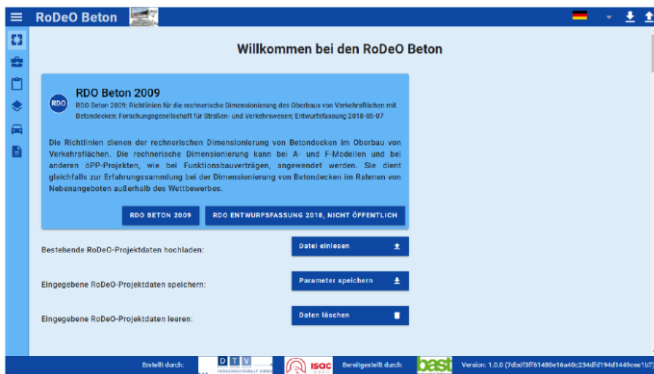 RoDeO Beton
Willkommen bei den RoDeO Beton
RDO
RDO Beton 2009
RDO Beton 2009; Richtlinien für die rechnerische Dimensionierung des Oberbaus von Verkehrsflächen mit
Betondecken; Forschungsgesellschaft für Straßen- und Verkehrswesen; Entwurfsfassung 2018-05-07
Die Richtlinien dienen der rechnerischen Dimensionierung von Betondecken im Oberbau von
Verkehrsflächen. Die rechnerische Dimensionierung kann bei A- und F-Modellen und bei
anderen öPP-Projekten, wie bei Funktionsbauverträgen, angewendet werden. Sie dient
gleichfalls zur Erfahrungssammlung bei der Dimensionierung von Betondecken im Rahmen von
Nebenangeboten außerhalb des Wettbewerbes.
RDO BETON 2009
RDO ENTWURFSFASSUNG 2018, NICHT ÖFFENTLICH
Bestehende RoDeO-Projektdaten hochladen:
Datei einlesen
Eingegebene RoDeO-Projektdaten speichern:
Parameter speichern
Eingegebene RoDeO-Projektdaten leeren:
Daten löschen
Erstellt durch:
DTV
isac
Bereitgestellt durch:
bast
Version: 1.0.0